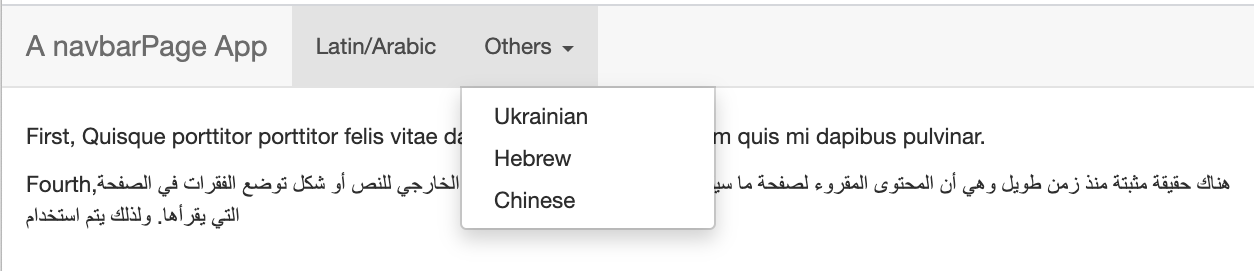 A navbarPage App
Latin/Arabic
Others
Ukrainian
Hebrew
Chinese
First, Quisque porttitor porttitor felis vitae quis mi dapibus pulvinar.
Fourth,هناك حقيقة مثبتة منذ زمن طويل وهي أن المحتوى المقروء لصفحة ما الخارجي للنص أو شكل توضع الفقرات في الصفحة
التي يقرأها. ولذلك يتم استخدام